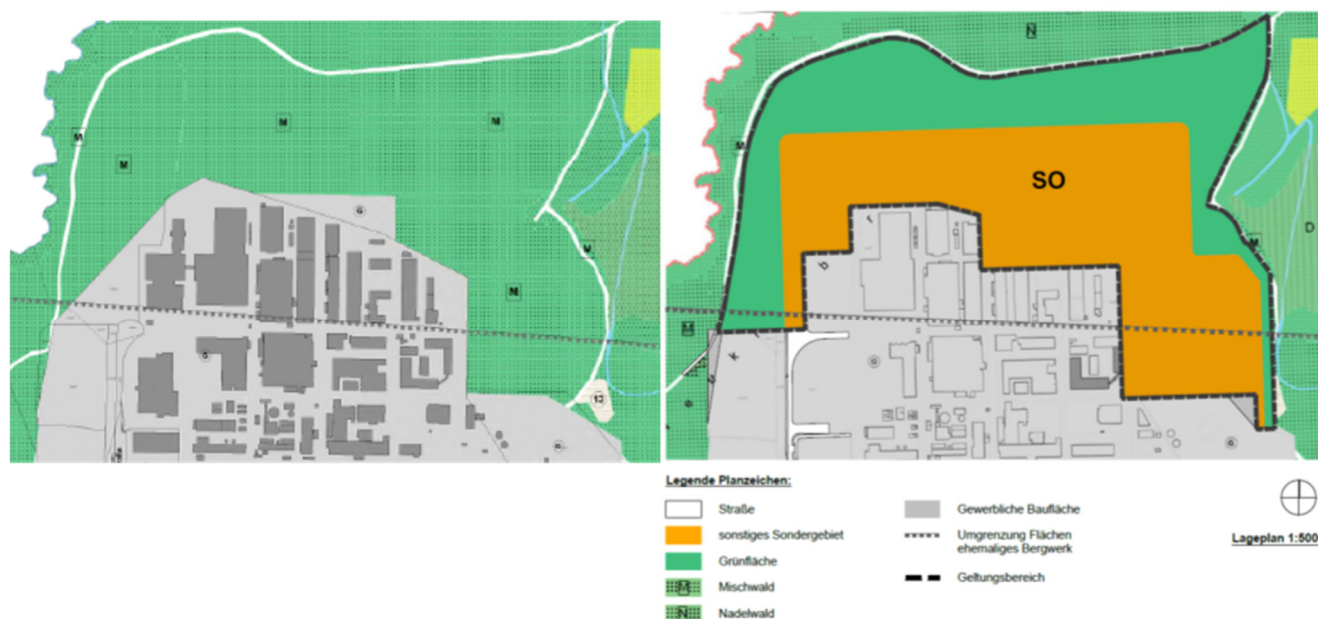 N
M
M
M
M
M
SO
G
M
D
M
M
M
G
G
13
G
G
Legende Planzeichen:
Straße
Gewerbliche Baufläche
sonstiges Sondergebiet
Umgrenzung Flächen
ehemaliges Bergwerk
Lageplan 1:500
Grünfläche
Geltungsbereich
M Mischwald
N Nadelwald